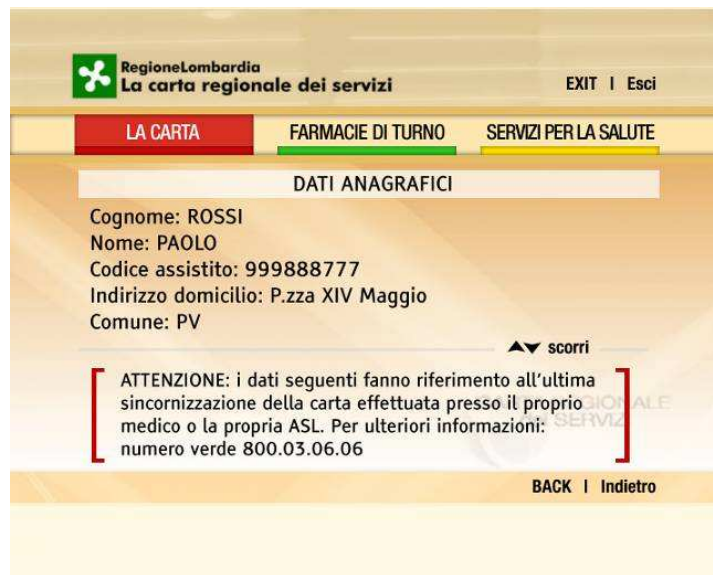 RegioneLombardia
La carta regionale dei servizi
EXIT | Esci
LA CARTA FARMACIE DI TURNO SERVIZI PER LA SALUTE
DATI ANAGRAFICI
Cognome: ROSSI
Nome: PAOLO
Codice assistito: 999888777
Indirizzo domicilio: P.zza XIV Maggio
Comune: PV
scorri
ATTENZIONE: i dati seguenti fanno riferimento all'ultima
sincornizzazione della carta effettuata presso il proprio
medico o la propria ASL. Per ulteriori informazioni:
numero verde 800.03.06.06
BACK | Indietro